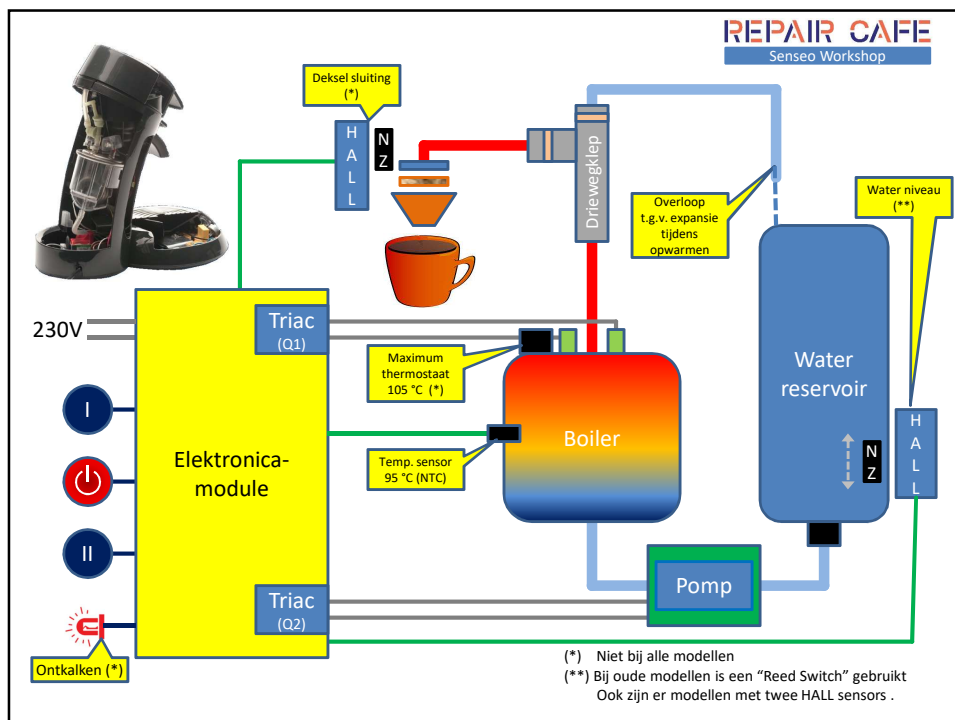 REPAIR CAFE
Senseo Workshop
Deksel sluiting
(*)
H
A
L
L
N
Z
Driewegklep
Overloop
t.g.v. expansie
tijdens
opwarmen
Water niveau
(**)
230V
Triac
(Q1)
Maximum
thermostaat
105 °C (*)
Water
reservoir
I
Elektronica-
module
Boiler
Temp. sensor
95 °C (NTC)
N
Z
H
A
L
L
II
Triac
(Q2)
Pomp
Ontkalken (*)
(*) Niet bij alle modellen
(**) Bij oude modellen is een “Reed Switch” gebruikt
Ook zijn er modellen met twee HALL sensors .